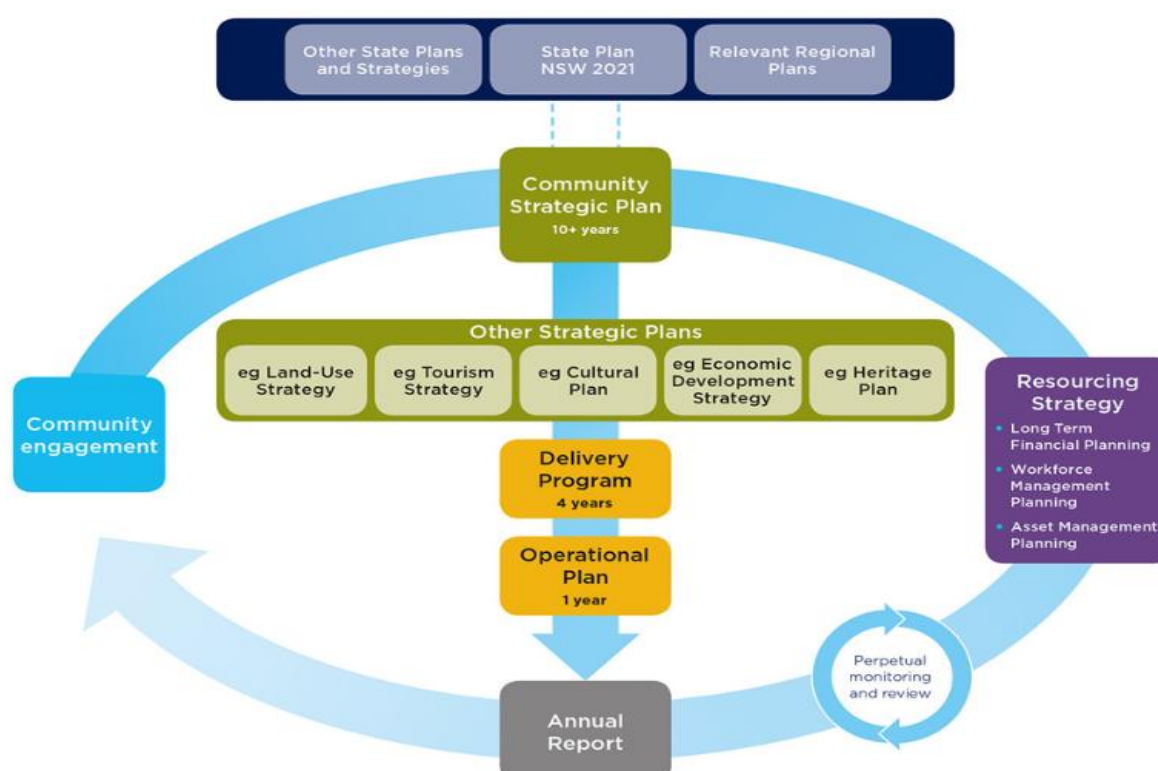 Other State Plans
and Strategies
State Plan
NSW 2021
Relevant Regional
Plans
Community
Strategic Plan
10+ years
Other Strategic Plans
eg Land-Use
Strategy
eg Tourism
Strategy
eg Cultural
Plan
eg Economic
Development
Strategy
eg Heritage
Plan
Community
engagement
Resourcing
Strategy
• Long Term
Financial Planning
• Workforce
Management
Planning
• Asset Management
Planning
Delivery
Program
4 years
Operational
Plan
1 year
Perpetual
monitoring
and review
Annual
Report